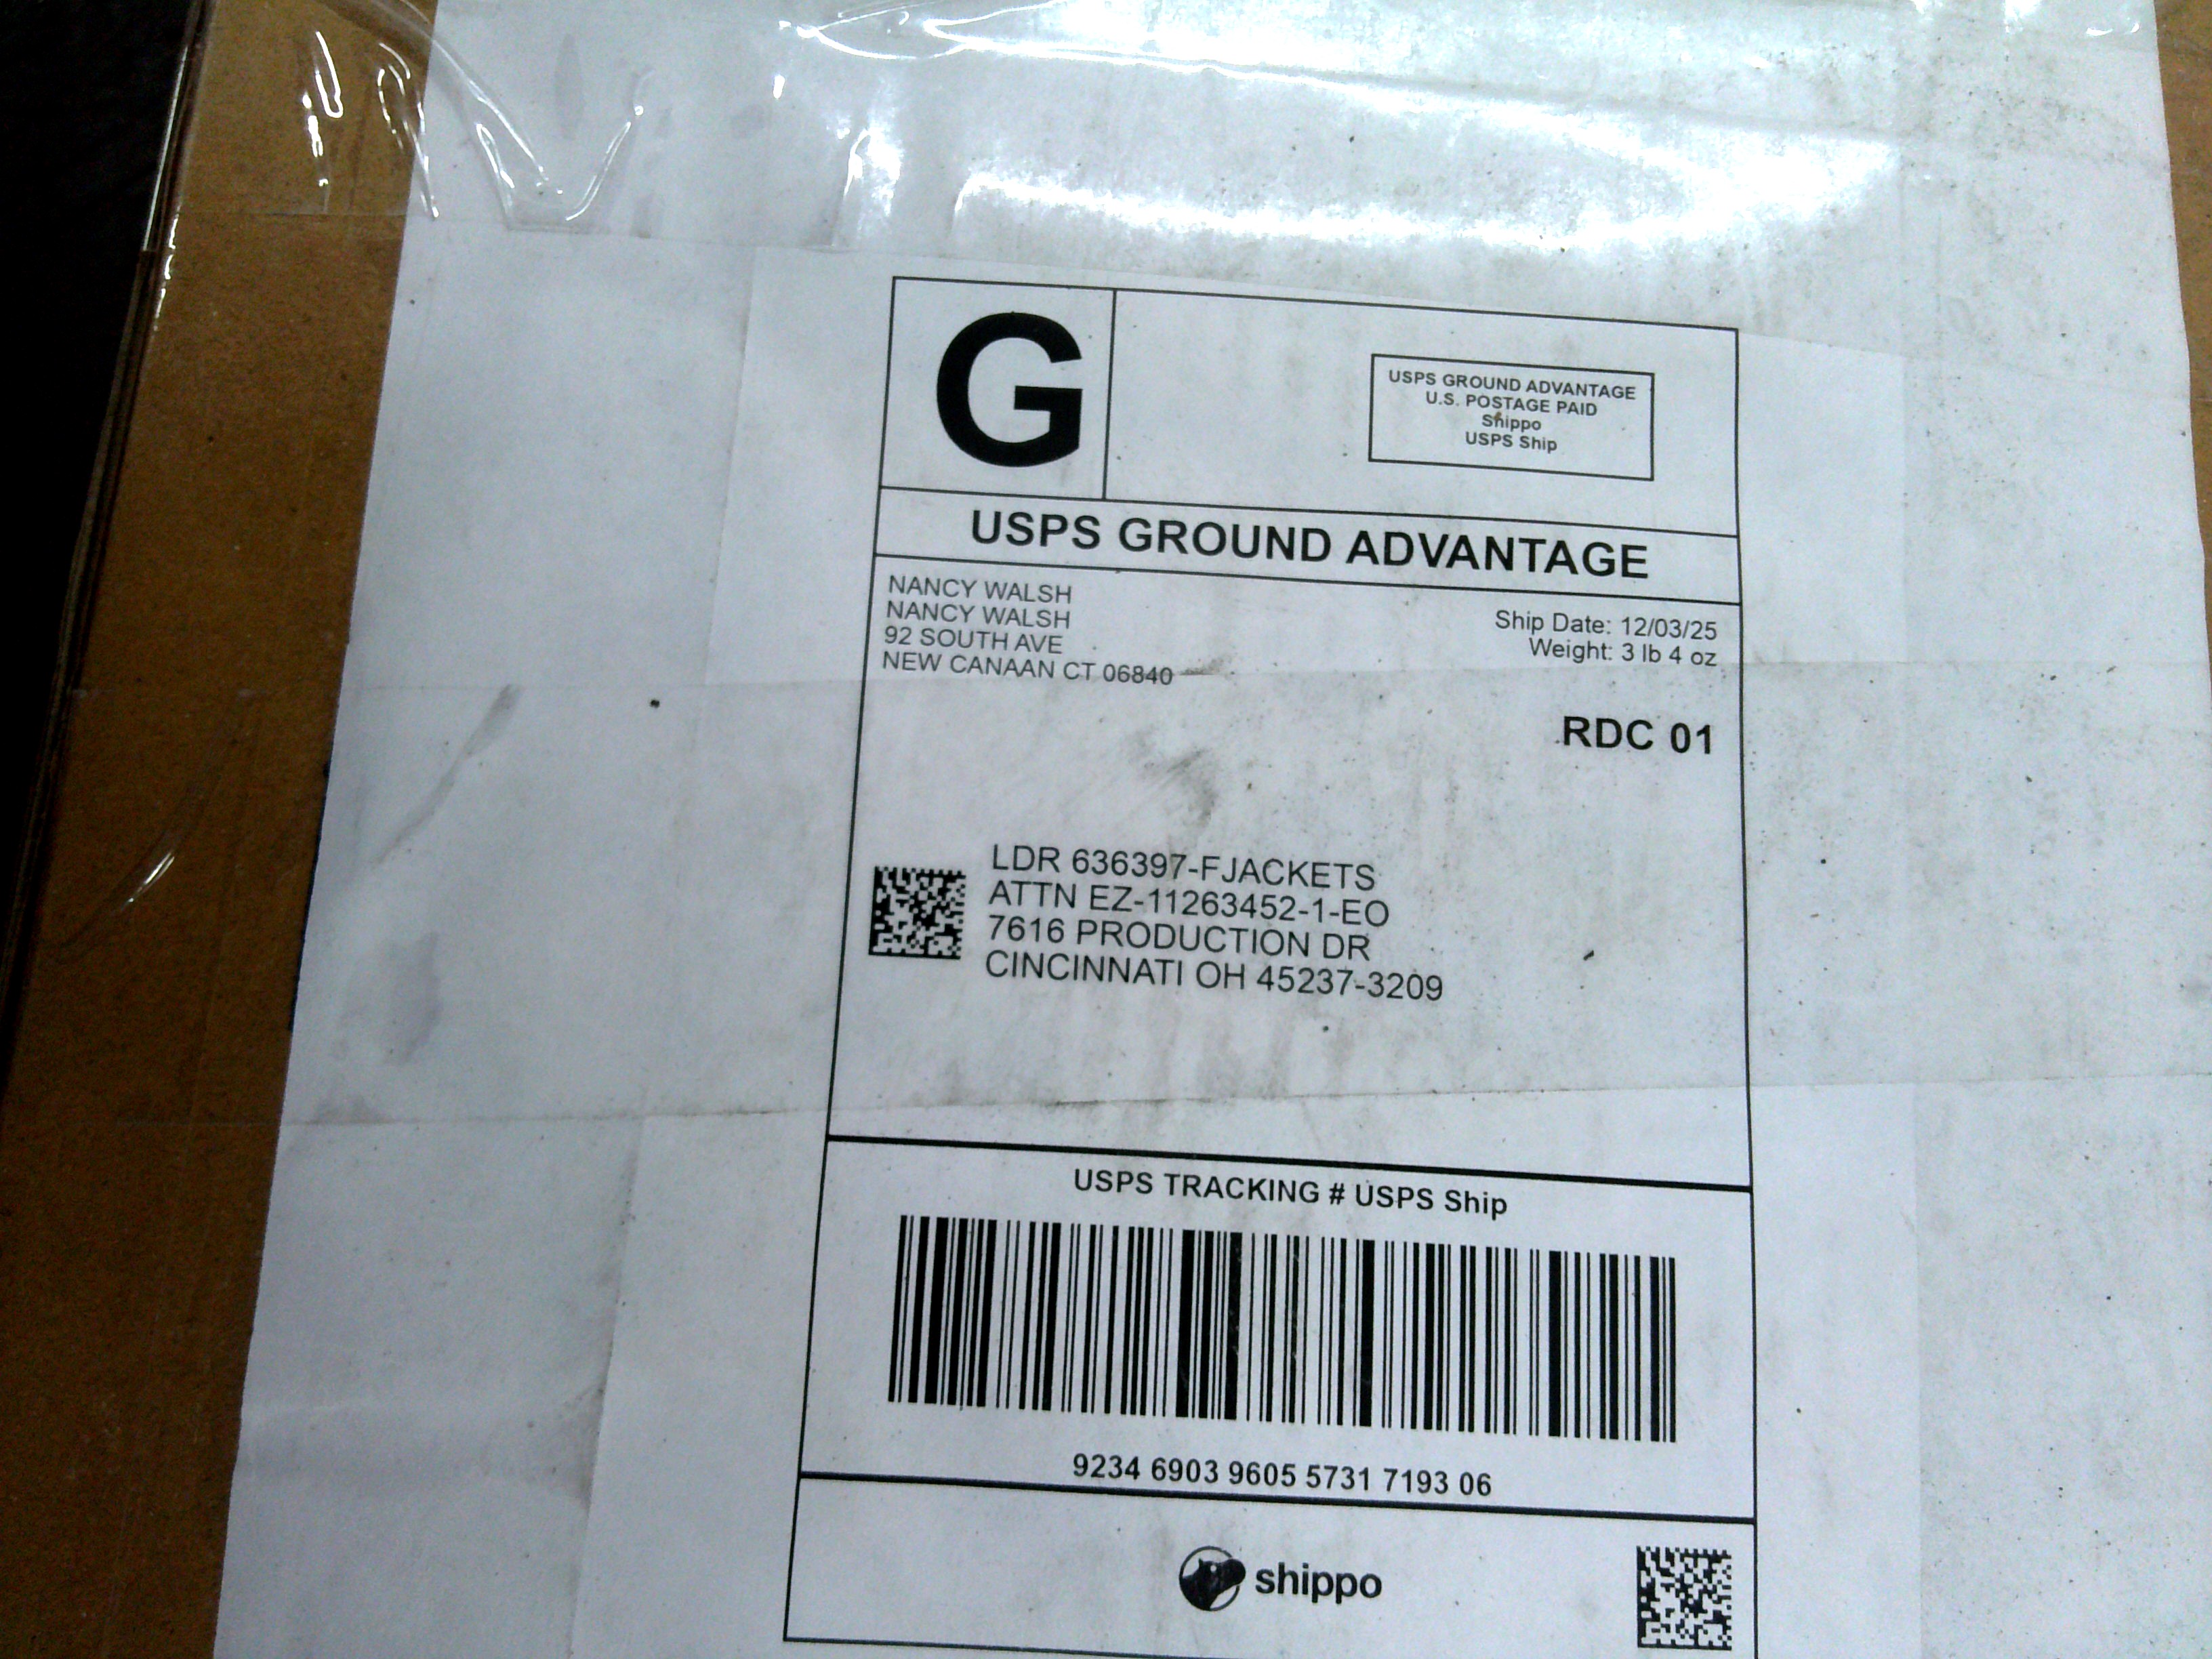 G
USPS GROUND ADVANTAGE
U.S. POSTAGE PAID
Shippo
USPS Ship
USPS GROUND ADVANTAGE
NANCY WALSH
NANCY WALSH
92 SOUTH AVE
NEW CANAAN CT 06840
Ship Date: 12/03/25
Weight: 3 lb 4 oz
RDC 01
LDR 636397-FJACKETS
ATTN EZ-11263452-1-EO
7616 PRODUCTION DR
CINCINNATI OH 45237-3209
USPS TRACKING # USPS Ship
9234 6903 9605 5731 7193 06
shippo